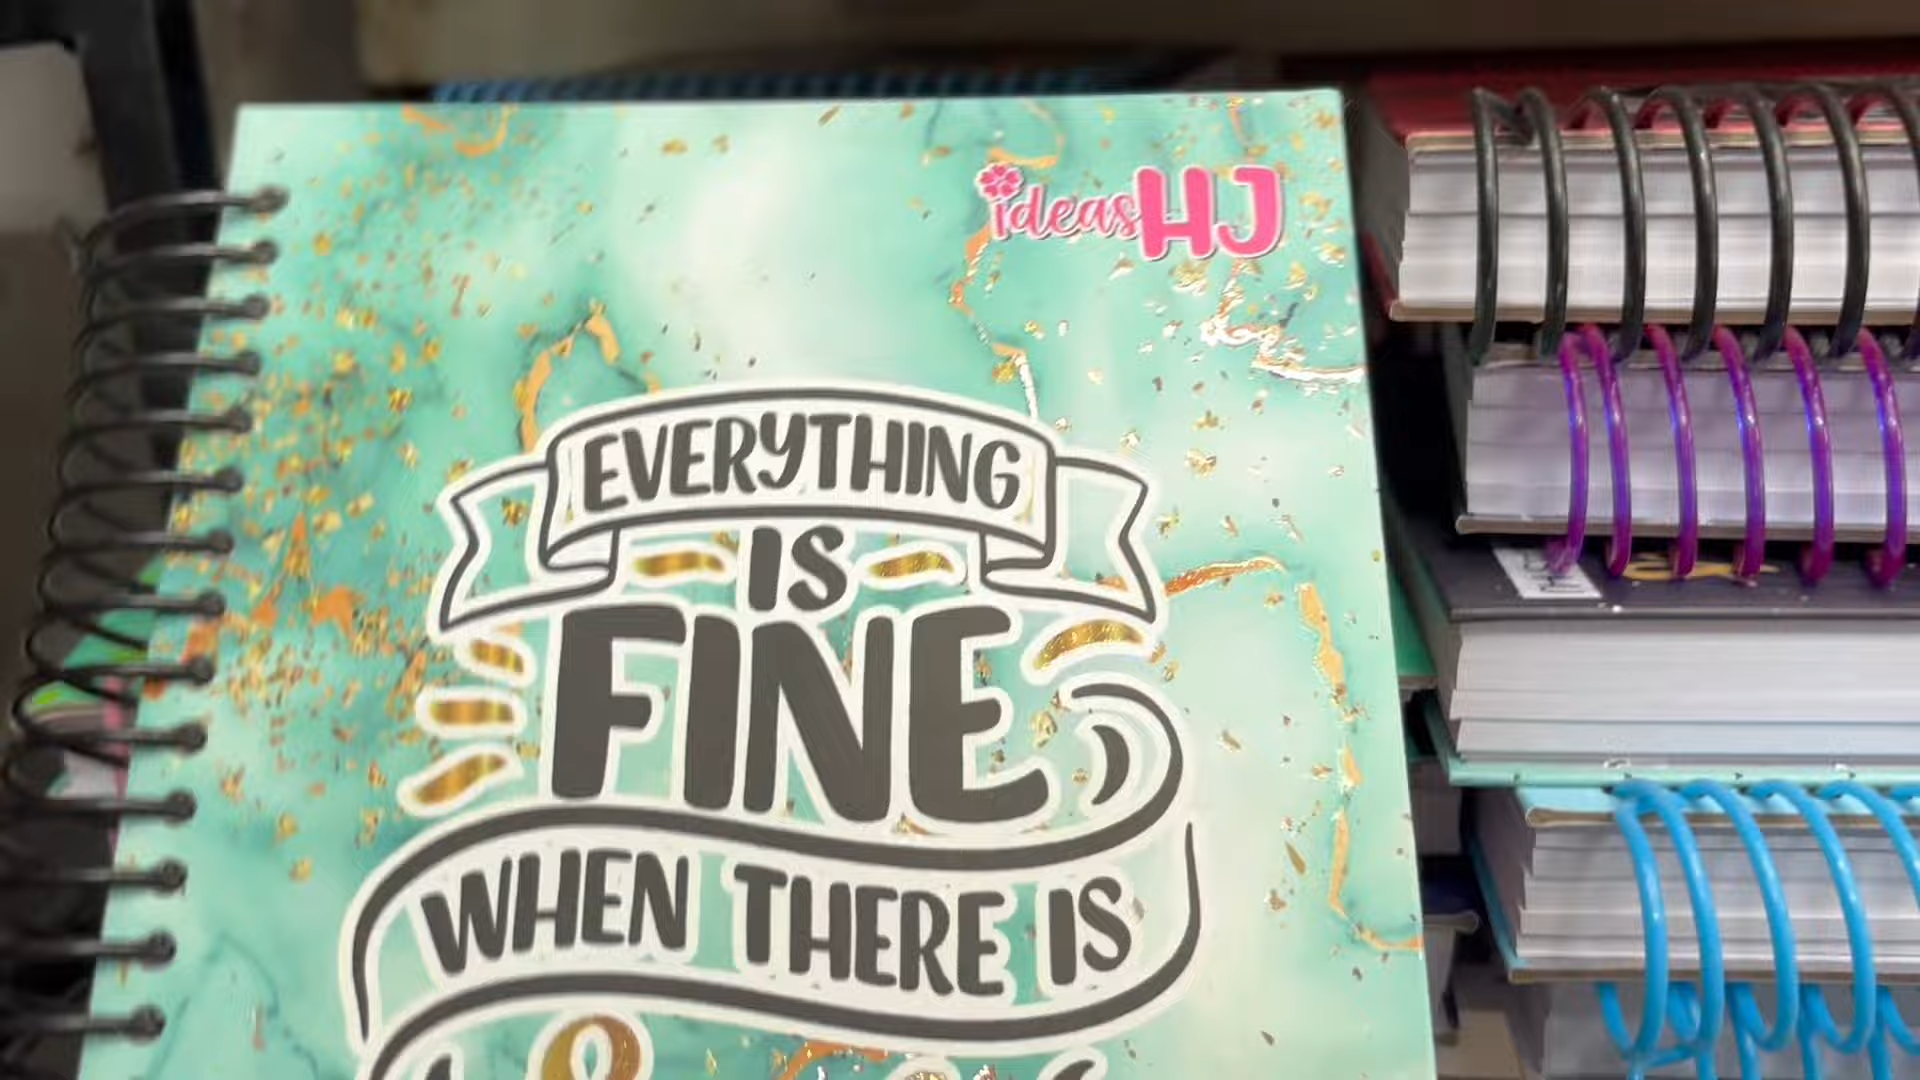 ideasHJ
EVERYTHING
IS
FINE
WHEN THERE IS